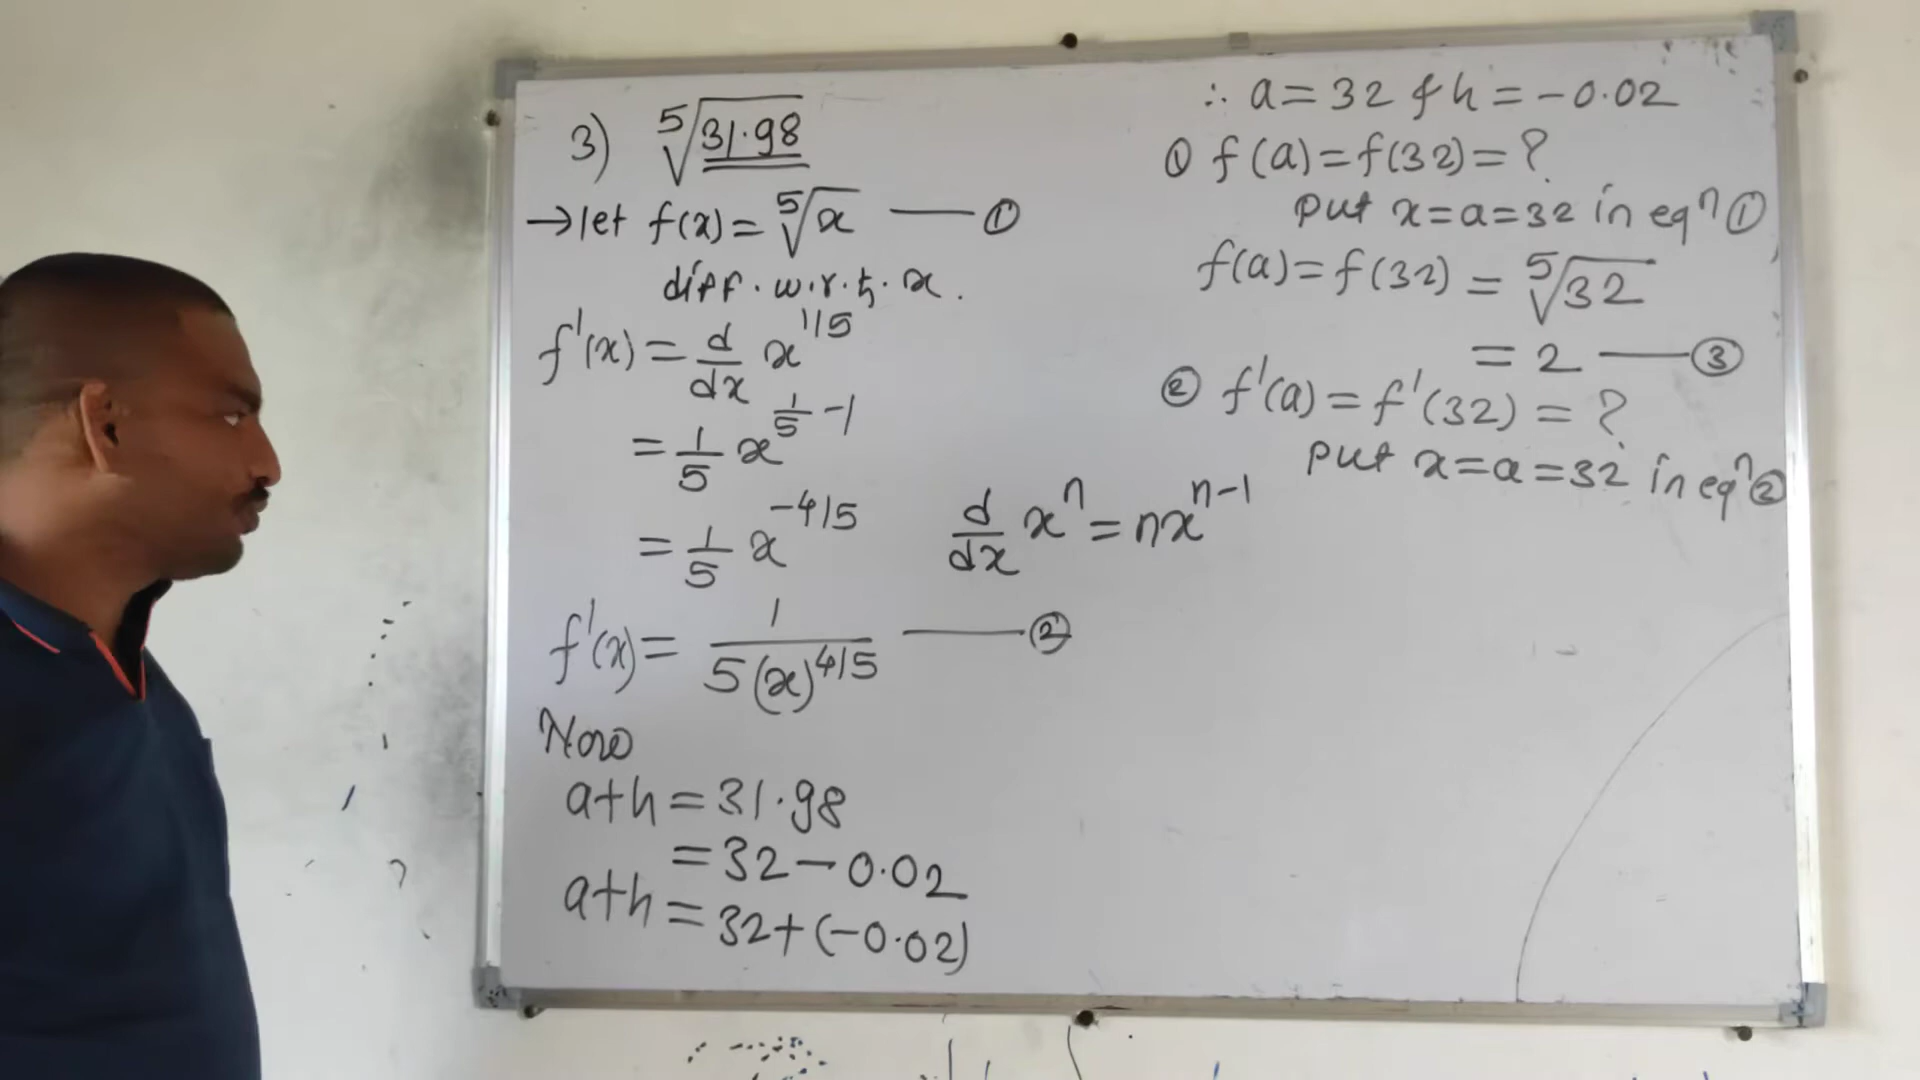 3) ⁵√31.98
→ let f(x) = ⁵√x —— ①
diff. w.r.t. x.
f'(x) = d/dx x^1/5
= 1/5 x^(1/5 - 1)
= 1/5 x^-4/5
d/dx x^n = nx^(n-1)
f'(x) = 1/5(x)^4/5 —— ②
Now
a+h = 31.98
= 32 - 0.02
a+h = 32+(-0.02)
∴ a = 32 & h = -0.02
① f(a) = f(32) = ?
put x=a=32 in eqⁿ ①
f(a) = f(32) = ⁵√32
= 2 —— ③
② f'(a) = f'(32) = ?
put x=a=32 in eqⁿ ②